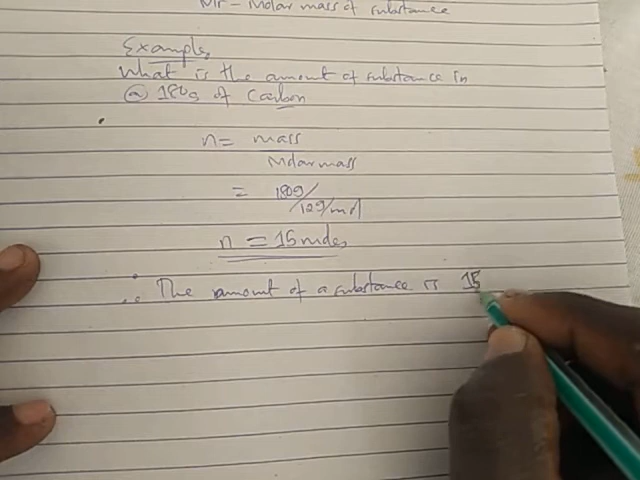 Mr - Molar mass of substance
Example
What is the amount of substance in
(a) 180g of Carbon
n = mass
Molar mass
= 180g/
12g/mol
n = 15 moles
∴ The amount of a substance is 15